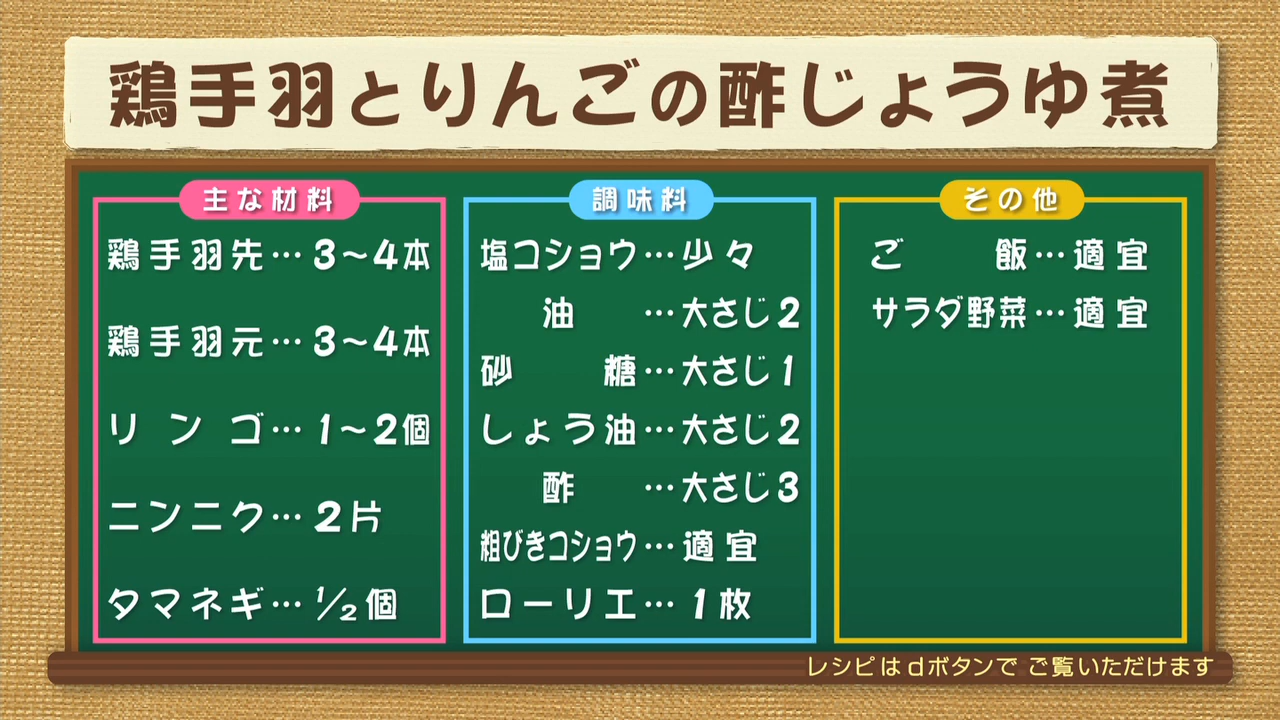 鶏手羽とりんごの酢じょうゆ煮
主な材料
鶏手羽先…3~4本
鶏手羽元…3~4本
リンゴ…1~2個
ニンニク…2片
タマネギ…1/2個
調味料
塩コショウ…少々
油…大さじ2
砂糖…大さじ1
しょう油…大さじ2
酢…大さじ3
粗びきコショウ…適宜
ローリエ…1枚
その他
ご飯…適宜
サラダ野菜…適宜
レシピはdボタンで ご覧いただけます